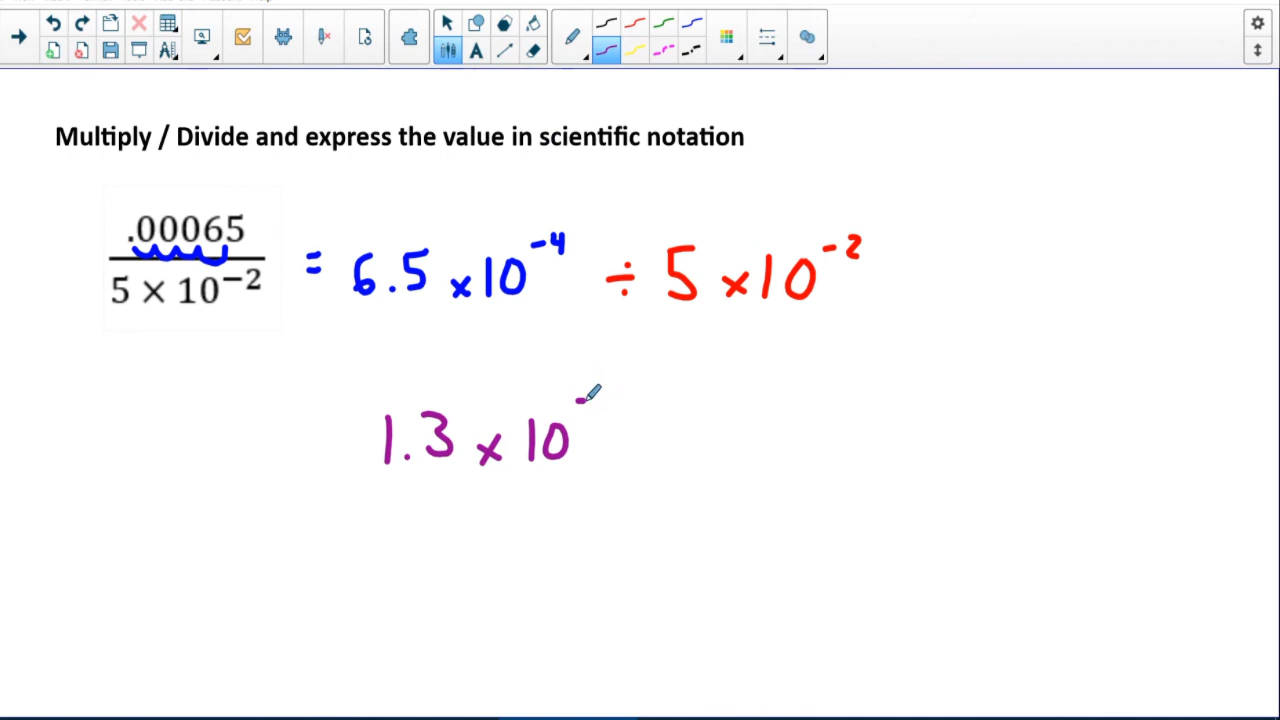 Multiply / Divide and express the value in scientific notation
.00065
5 × 10⁻²
= 6.5 × 10⁻⁴ ÷ 5 × 10⁻²
1.3 × 10⁻